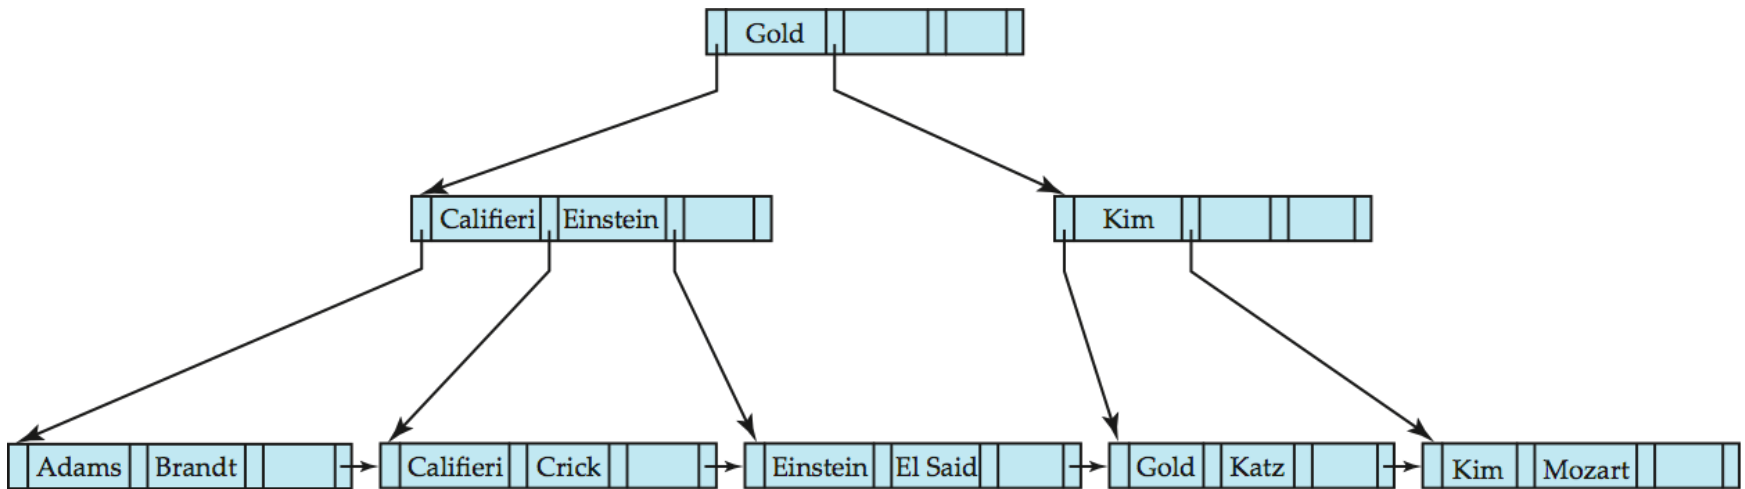 Gold
Califieri Einstein
Kim
Adams Brandt
Califieri Crick
Einstein El Said
Gold Katz
Kim Mozart